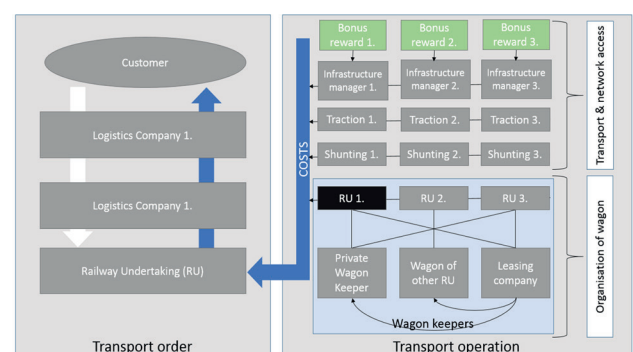 Customer
Logistics Company 1.
Logistics Company 1.
Railway Undertaking (RU)
Transport order
COSTS
Bonus
reward 1.
Bonus
reward 2.
Bonus
reward 3.
Infrastructure
manager 1.
Infrastructure
manager 2.
Infrastructure
manager 3.
Traction 1.
Traction 2.
Traction 3.
Shunting 1.
Shunting 2.
Shunting 3.
RU 1.
RU 2.
RU 3.
Private
Wagon
Keeper
Wagon of
other RU
Leasing
company
Wagon keepers
Transport operation
Transport & network access
Organisation of wagon